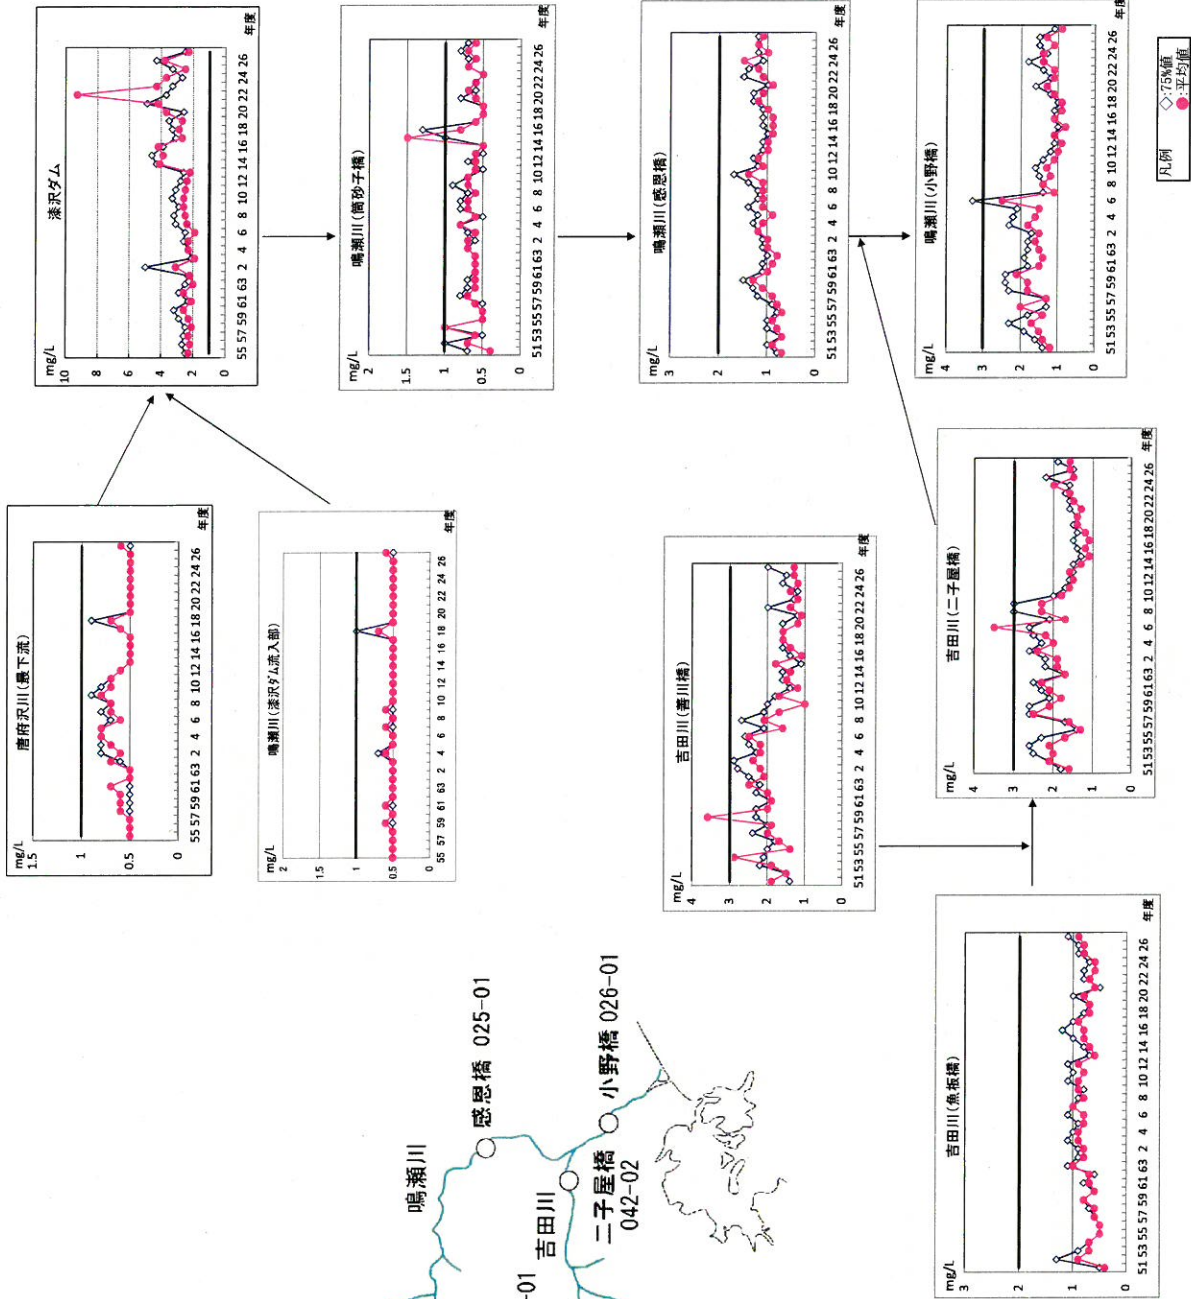 唐府沢川(最下流)
mg/L
1.5
1
0.5
0
55 57 59 61 63 2 4 6 8 10 12 14 16 18 20 22 24 26
年度
漆沢ダム
mg/L
10
8
6
4
2
0
55 57 59 61 63 2 4 6 8 10 12 14 16 18 20 22 24 26
年度
鳴瀬川(漆沢ダム流入部)
mg/L
2
1.5
1
0.5
0
55 57 59 61 63 2 4 6 8 10 12 14 16 18 20 22 24 26
年度
鳴瀬川(筒砂子橋)
mg/L
2
1.5
1
0.5
0
51 53 55 57 59 61 63 2 4 6 8 10 12 14 16 18 20 22 24 26
年度
鳴瀬川(感恩橋)
mg/L
3
2
1
0
51 53 55 57 59 61 63 2 4 6 8 10 12 14 16 18 20 22 24 26
年度
吉田川(善川橋)
mg/L
4
3
2
1
0
51 53 55 57 59 61 63 2 4 6 8 10 12 14 16 18 20 22 24 26
年度
鳴瀬川(小野橋)
mg/L
4
3
2
1
0
51 53 55 57 59 61 63 2 4 6 8 10 12 14 16 18 20 22 24 26
年度
吉田川(二子屋橋)
mg/L
4
3
2
1
0
51 53 55 57 59 61 63 2 4 6 8 10 12 14 16 18 20 22 24 26
年度
吉田川(魚板橋)
mg/L
3
2
1
0
51 53 55 57 59 61 63 2 4 6 8 10 12 14 16 18 20 22 24 26
年度
鳴瀬川
感恩橋 025-01
吉田川
二子屋橋
042-02
小野橋 026-01
-01
凡例
◇:75%値
●:平均値